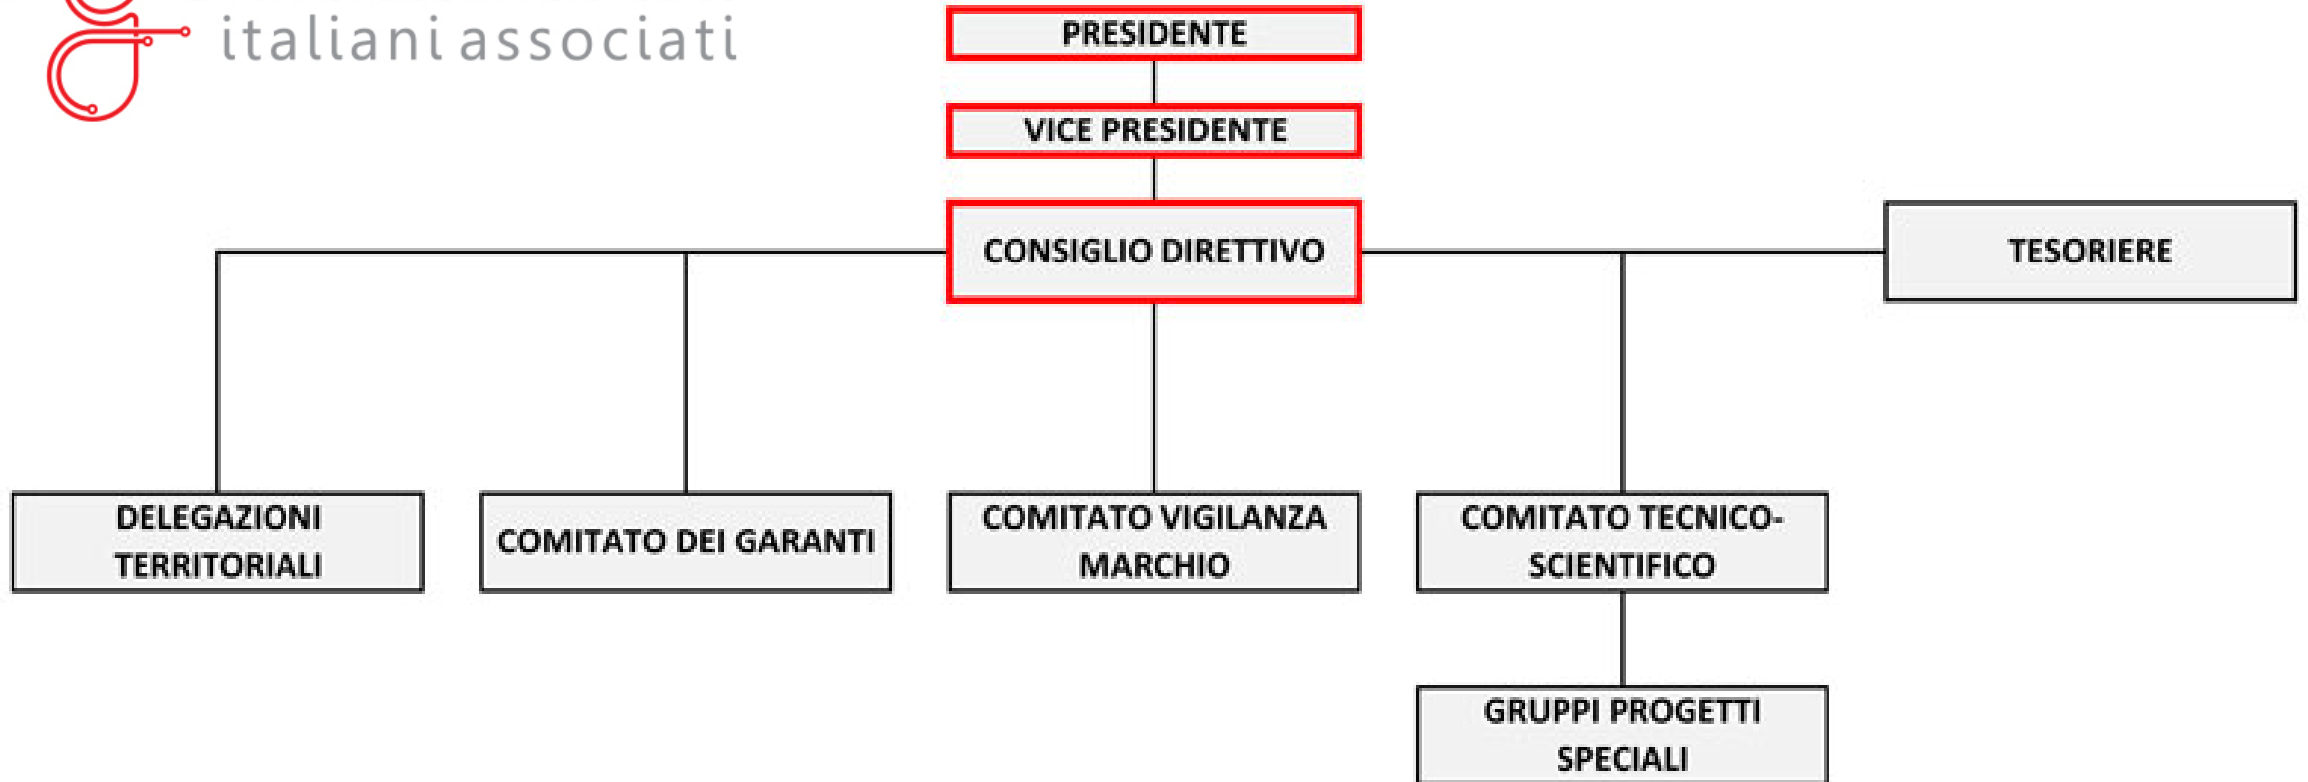 italiani associati
PRESIDENTE
VICE PRESIDENTE
CONSIGLIO DIRETTIVO
TESORIERE
DELEGAZIONI
TERRITORIALI
COMITATO DEI GARANTI
COMITATO VIGILANZA
MARCHIO
COMITATO TECNICO-
SCIENTIFICO
GRUPPI PROGETTI
SPECIALI